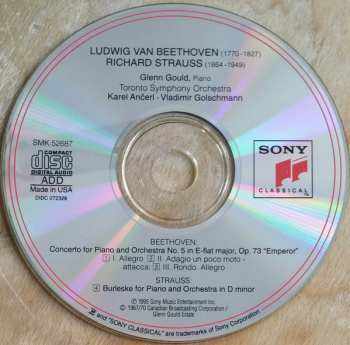 LUDWIG VAN BEETHOVEN (1770-1827)
RICHARD STRAUSS (1864-1949)
Glenn Gould, Piano
Toronto Symphony Orchestra
Karel Ančerl · Vladimir Golschmann
SMK 52687
COMPACT
disc
DIGITAL AUDIO
ADD
Made in USA
DIDC 072329
SONY
CLASSICAL
BEETHOVEN:
Concerto for Piano and Orchestra No. 5 in E-flat major, Op. 73 "Emperor"
1 I. Allegro 2 II. Adagio un poco moto -
attacca: 3 III. Rondo. Allegro
STRAUSS:
4 Burleske for Piano and Orchestra in D minor
℗ 1995 Sony Music Entertainment Inc.
© 1967/70 Canadian Broadcasting Corporation /
Glenn Gould Estate
and "SONY CLASSICAL" are trademarks of Sony Corporation.